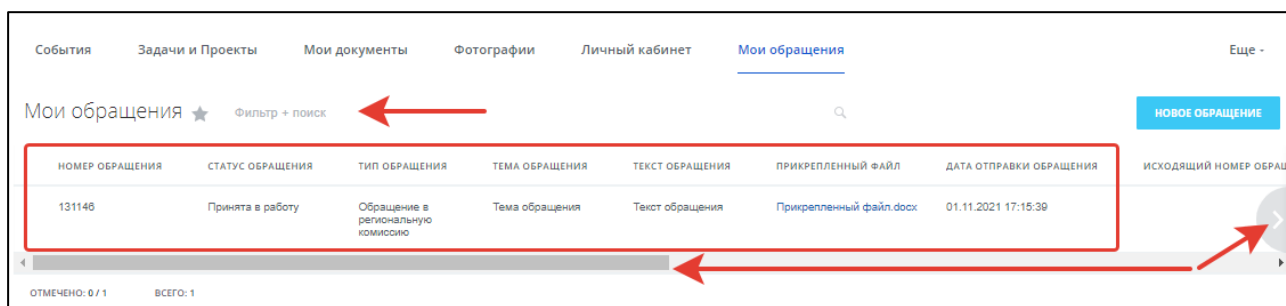 События Задачи и Проекты Мои документы Фотографии Личный кабинет Мои обращения Еще -
Мои обращения Фильтр + поиск НОВОЕ ОБРАЩЕНИЕ
НОМЕР ОБРАЩЕНИЯ СТАТУС ОБРАЩЕНИЯ ТИП ОБРАЩЕНИЯ ТЕМА ОБРАЩЕНИЯ ТЕКСТ ОБРАЩЕНИЯ ПРИКРЕПЛЕННЫЙ ФАЙЛ ДАТА ОТПРАВКИ ОБРАЩЕНИЯ ИСХОДЯЩИЙ НОМЕР ОБРАЩ
131146 Принята в работу Обращение в Тема обращения Текст обращения Прикрепленный файл.docx 01.11.2021 17:15:39
региональную
комиссию
ОТМЕЧЕНО: 0 / 1 ВСЕГО: 1